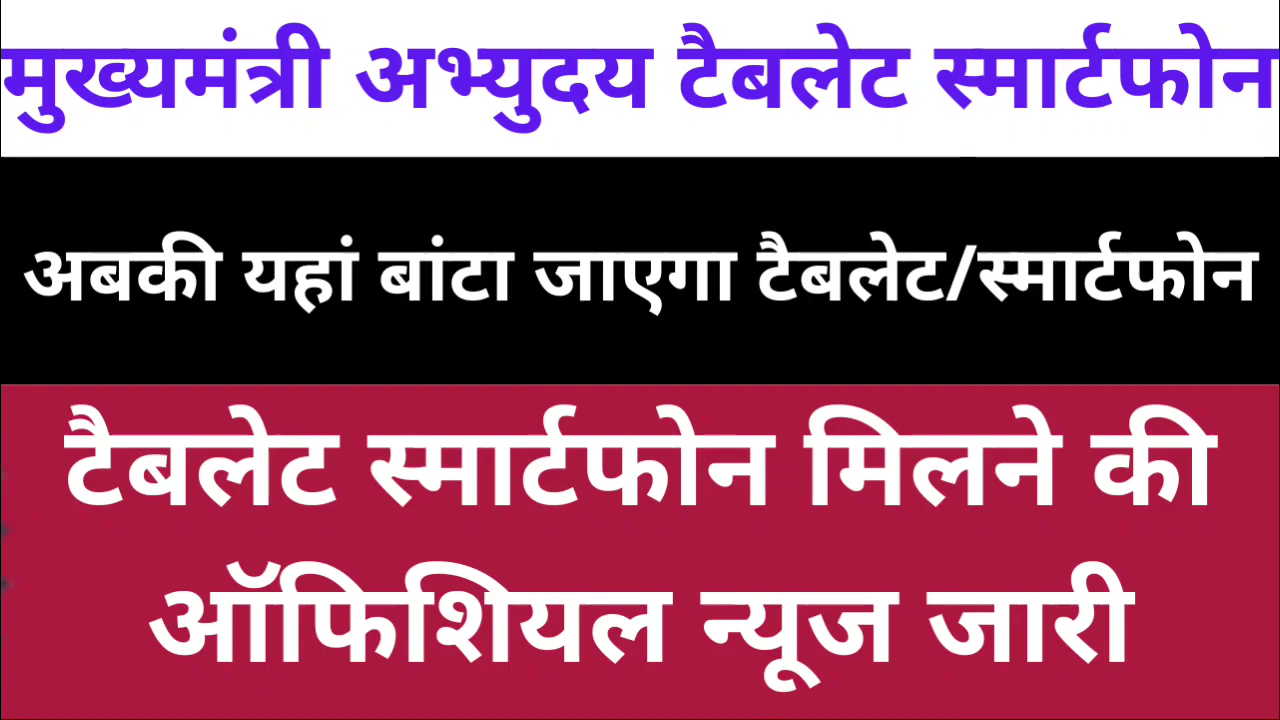 मुख्यमंत्री अभ्युदय टैबलेट स्मार्टफोन
अबकी यहां बांटा जाएगा टैबलेट/स्मार्टफोन
टैबलेट स्मार्टफोन मिलने की
ऑफिशियल न्यूज जारी